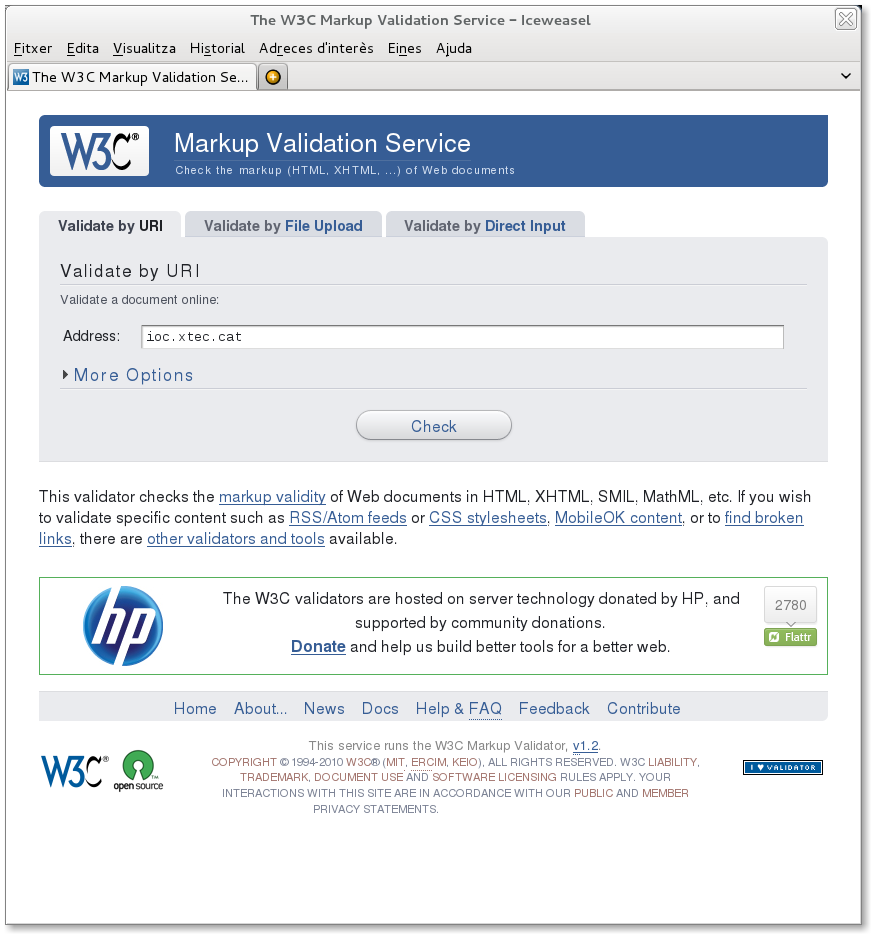 The W3C Markup Validation Service - Iceweasel
Fitxer Edita Visualitza Historial Adreces d'interès Eines Ajuda
W3 The W3C Markup Validation Se...
W3C® Markup Validation Service
Check the markup (HTML, XHTML, ...) of Web documents
Validate by URI Validate by File Upload Validate by Direct Input
Validate by URI
Validate a document online:
Address: ioc.xtec.cat
More Options
Check
This validator checks the markup validity of Web documents in HTML, XHTML, SMIL, MathML, etc. If you wish
to validate specific content such as RSS/Atom feeds or CSS stylesheets, MobileOK content, or to find broken
links, there are other validators and tools available.
hp
The W3C validators are hosted on server technology donated by HP, and
supported by community donations.
Donate and help us build better tools for a better web.
2780
Flattr
Home About... News Docs Help & FAQ Feedback Contribute
W3C® open source
This service runs the W3C Markup Validator, v1.2.
COPYRIGHT © 1994-2010 W3C® (MIT, ERCIM, KEIO), ALL RIGHTS RESERVED. W3C LIABILITY,
TRADEMARK, DOCUMENT USE AND SOFTWARE LICENSING RULES APPLY. YOUR
INTERACTIONS WITH THIS SITE ARE IN ACCORDANCE WITH OUR PUBLIC AND MEMBER
PRIVACY STATEMENTS.
I ♥ VALIDATOR